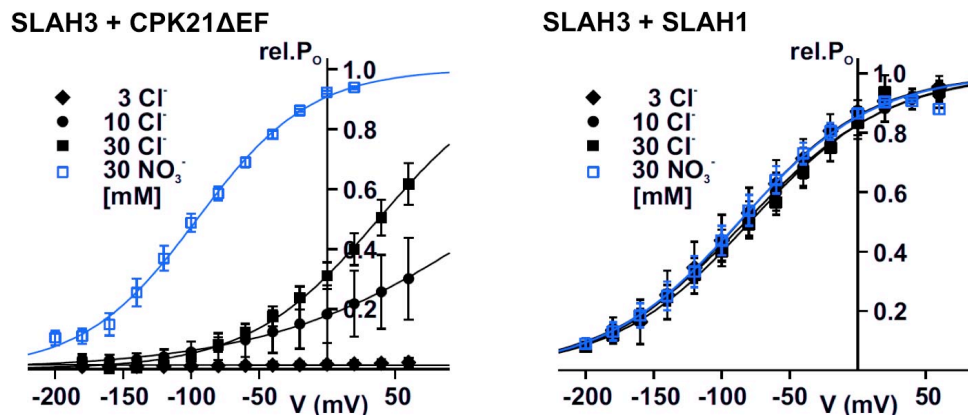 SLAH3 + CPK21ΔEF
rel.Pₒ
3 Cl⁻
10 Cl⁻
30 Cl⁻
30 NO₃⁻
[mM]
1.0
0.8
0.6
0.4
0.2
-200 -150 -100 -50
V (mV)
SLAH3 + SLAH1
rel.Pₒ
3 Cl⁻
10 Cl⁻
30 Cl⁻
30 NO₃⁻
[mM]
1.0
0.8
0.6
0.4
0.2
-200 -150 -100 -50
V (mV)